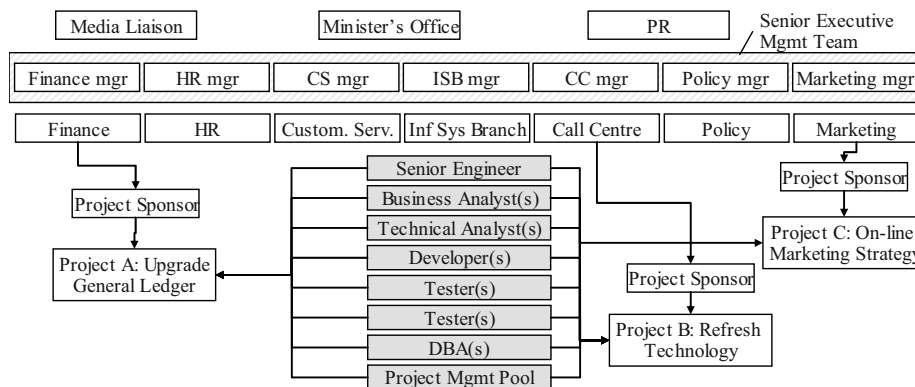 Media Liaison
Minister's Office
PR
Senior Executive
Mgmt Team
Finance mgr
HR mgr
CS mgr
ISB mgr
CC mgr
Policy mgr
Marketing mgr
Finance
HR
Custom. Serv.
Inf Sys Branch
Call Centre
Policy
Marketing
Senior Engineer
Business Analyst(s)
Technical Analyst(s)
Developer(s)
Tester(s)
Tester(s)
DBA(s)
Project Mgmt Pool
Project Sponsor
Project A: Upgrade
General Ledger
Project Sponsor
Project B: Refresh
Technology
Project Sponsor
Project C: On-line
Marketing Strategy